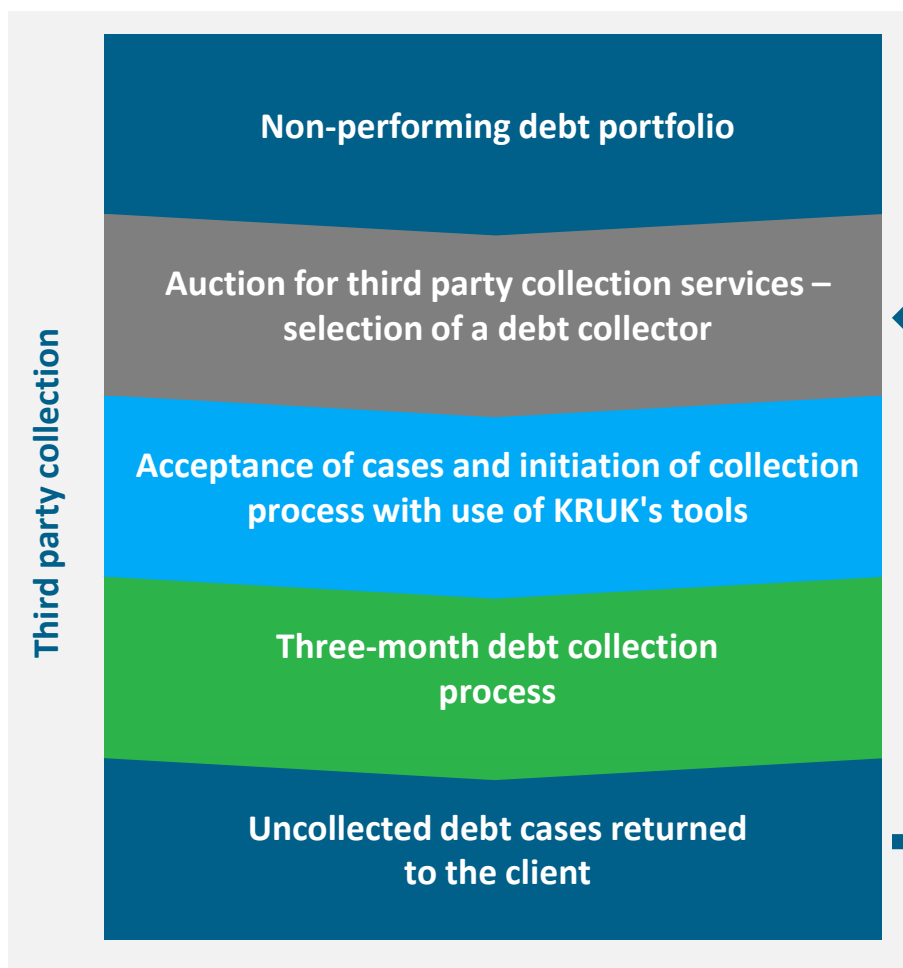 Third party collection
Non-performing debt portfolio
Auction for third party collection services –
selection of a debt collector
Acceptance of cases and initiation of collection
process with use of KRUK's tools
Three-month debt collection
process
Uncollected debt cases returned
to the client